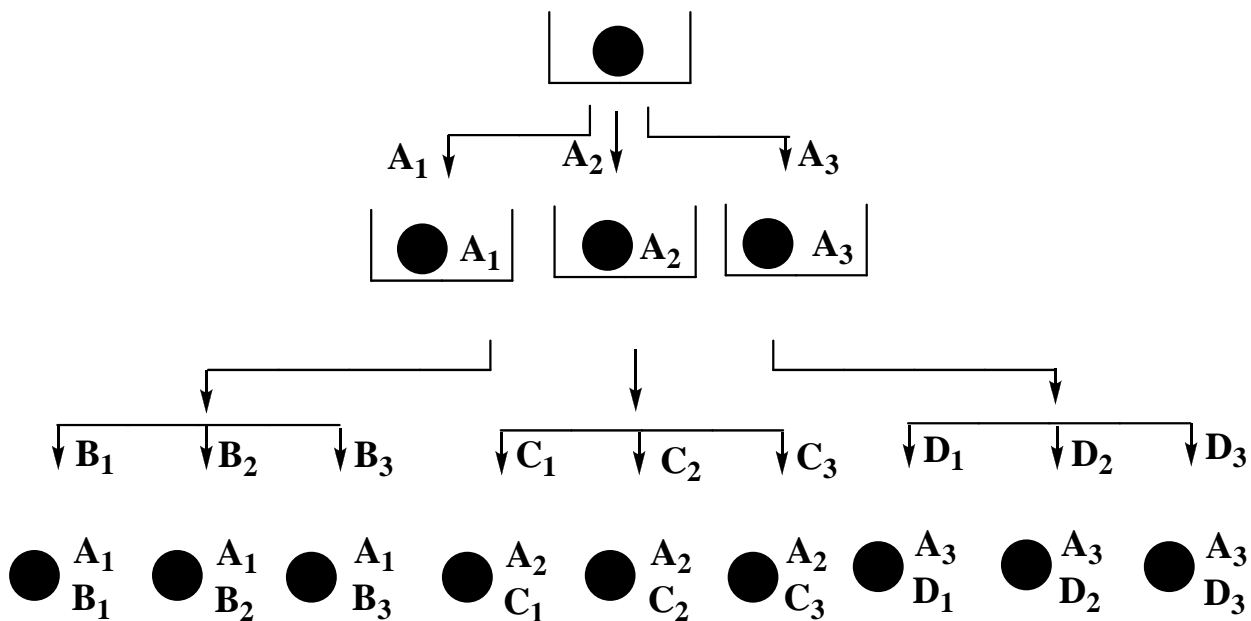 A1 A2 A3
A1 A2 A3
B1 B2 B3 C1 C2 C3 D1 D2 D3
A1 A1 A1 A2 A2 A2 A3 A3 A3
B1 B2 B3 C1 C2 C3 D1 D2 D3